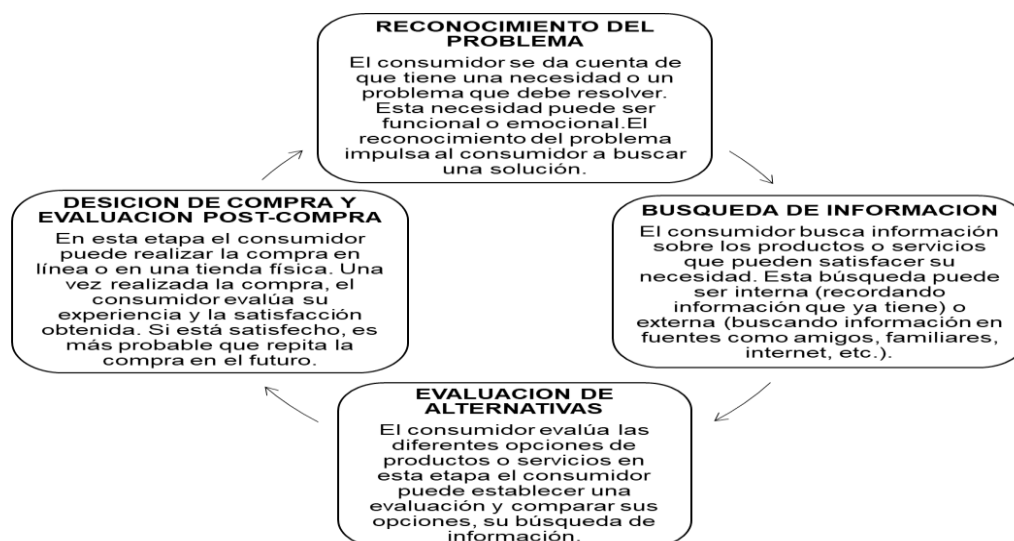 RECONOCIMIENTO DEL
PROBLEMA
El consumidor se da cuenta de
que tiene una necesidad o un
problema que debe resolver.
Esta necesidad puede ser
funcional o emocional.El
reconocimiento del problema
impulsa al consumidor a buscar
una solución.
BUSQUEDA DE INFORMACION
El consumidor busca información
sobre los productos o servicios
que pueden satisfacer su
necesidad. Esta búsqueda puede
ser interna (recordando
información que ya tiene) o
externa (buscando información en
fuentes como amigos, familiares,
internet, etc.).
EVALUACION DE
ALTERNATIVAS
El consumidor evalúa las
diferentes opciones de
productos o servicios en
esta etapa el consumidor
puede establecer una
evaluación y comparar sus
opciones, su búsqueda de
información.
DESICION DE COMPRA Y
EVALUACION POST-COMPRA
En esta etapa el consumidor
puede realizar la compra en
línea o en una tienda física. Una
vez realizada la compra, el
consumidor evalúa su
experiencia y la satisfacción
obtenida. Si está satisfecho, es
más probable que repita la
compra en el futuro.